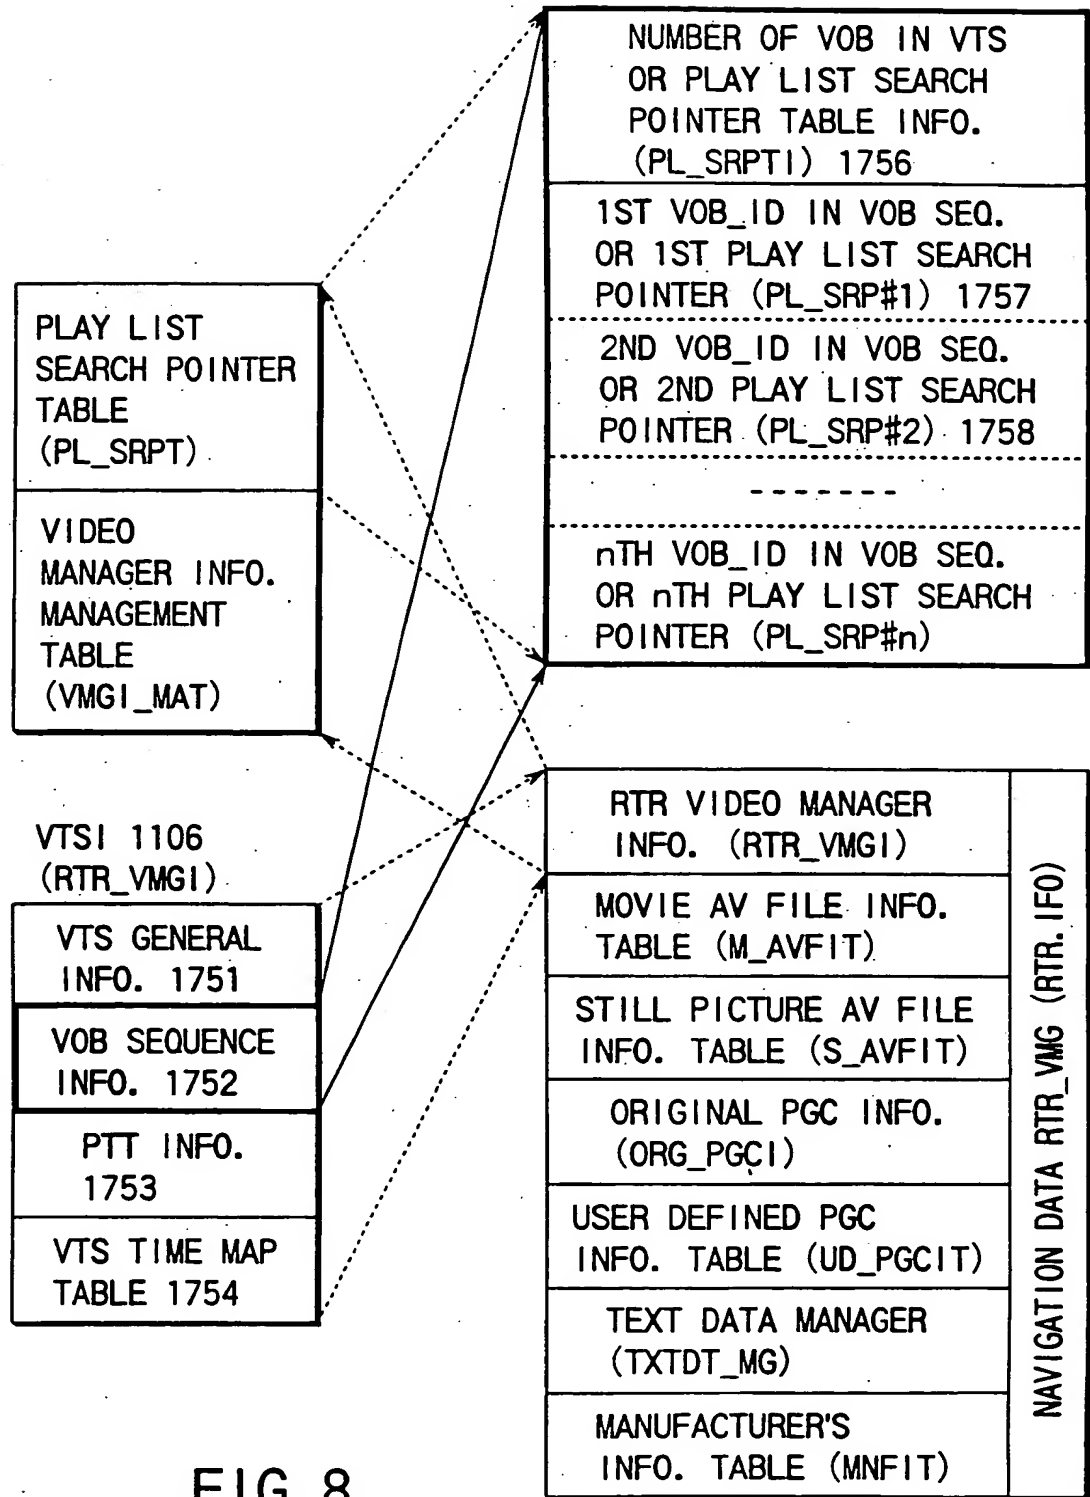 NUMBER OF VOB IN VTS
OR PLAY LIST SEARCH
POINTER TABLE INFO.
(PL_SRPTI) 1756
1ST VOB_ID IN VOB SEQ.
OR 1ST PLAY LIST SEARCH
POINTER (PL_SRP#1) 1757
2ND VOB_ID IN VOB SEQ.
OR 2ND PLAY LIST SEARCH
POINTER (PL_SRP#2) 1758
-------
nTH VOB_ID IN VOB SEQ.
OR nTH PLAY LIST SEARCH
POINTER (PL_SRP#n)
PLAY LIST
SEARCH POINTER
TABLE
(PL_SRPT)
VIDEO
MANAGER INFO.
MANAGEMENT
TABLE
(VMGI_MAT)
VTSI 1106
(RTR_VMGI)
VTS GENERAL
INFO. 1751
VOB SEQUENCE
INFO. 1752
PTT INFO.
1753
VTS TIME MAP
TABLE 1754
RTR VIDEO MANAGER
INFO. (RTR_VMGI)
MOVIE AV FILE INFO.
TABLE (M_AVFIT)
STILL PICTURE AV FILE
INFO. TABLE (S_AVFIT)
ORIGINAL PGC INFO.
(ORG_PGCI)
USER DEFINED PGC
INFO. TABLE (UD_PGCIT)
TEXT DATA MANAGER
(TXTDT_MG)
MANUFACTURER'S
INFO. TABLE (MNFIT)
NAVIGATION DATA RTR_VMG (RTR.IFO)
FIG 8